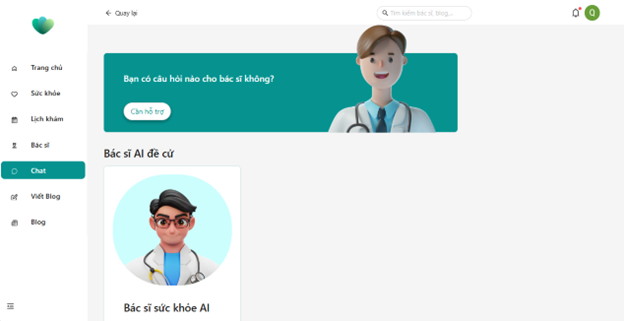 Quay lại
Tìm kiếm bác sĩ, blog,...
Q
Trang chủ
Sức khỏe
Lịch khám
Bác sĩ
Chat
Viết Blog
Blog
Bạn có câu hỏi nào cho bác sĩ không?
Cần hỗ trợ
Bác sĩ AI đề cử
Bác sĩ sức khỏe AI